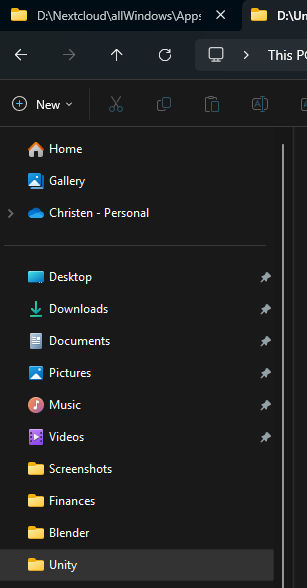 D:\Nextcloud\allWindows\Apps
D:\Un
This PC
New
Home
Gallery
Christen - Personal
Desktop
Downloads
Documents
Pictures
Music
Videos
Screenshots
Finances
Blender
Unity